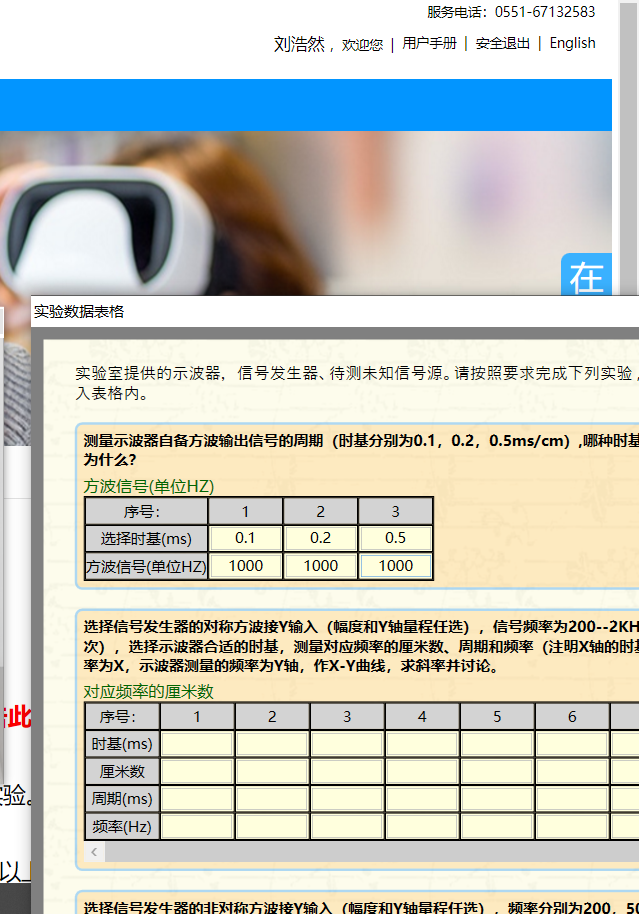 服务电话：0551-67132583
刘浩然 ，欢迎您 | 用户手册 | 安全退出 | English
在
实验数据表格
实验室提供的示波器，信号发生器、待测未知信号源。请按照要求完成下列实验，
入表格内。
测量示波器自备方波输出信号的周期（时基分别为0.1，0.2，0.5ms/cm）,哪种时基
为什么？
方波信号(单位HZ)
序号: 1 2 3
选择时基(ms) 0.1 0.2 0.5
方波信号(单位HZ) 1000 1000 1000
选择信号发生器的对称方波接Y输入（幅度和Y轴量程任选），信号频率为200--2KH
次），选择示波器合适的时基，测量对应频率的厘米数、周期和频率（注明X轴的时基
率为X，示波器测量的频率为Y轴，作X-Y曲线，求斜率并讨论。
对应频率的厘米数
序号: 1 2 3 4 5 6
时基(ms)
此
厘米数
验。
周期(ms)
频率(Hz)
以上
选择信号发生器的非对称方波接Y输入（幅度和Y轴量程任选），频率分别为200，50